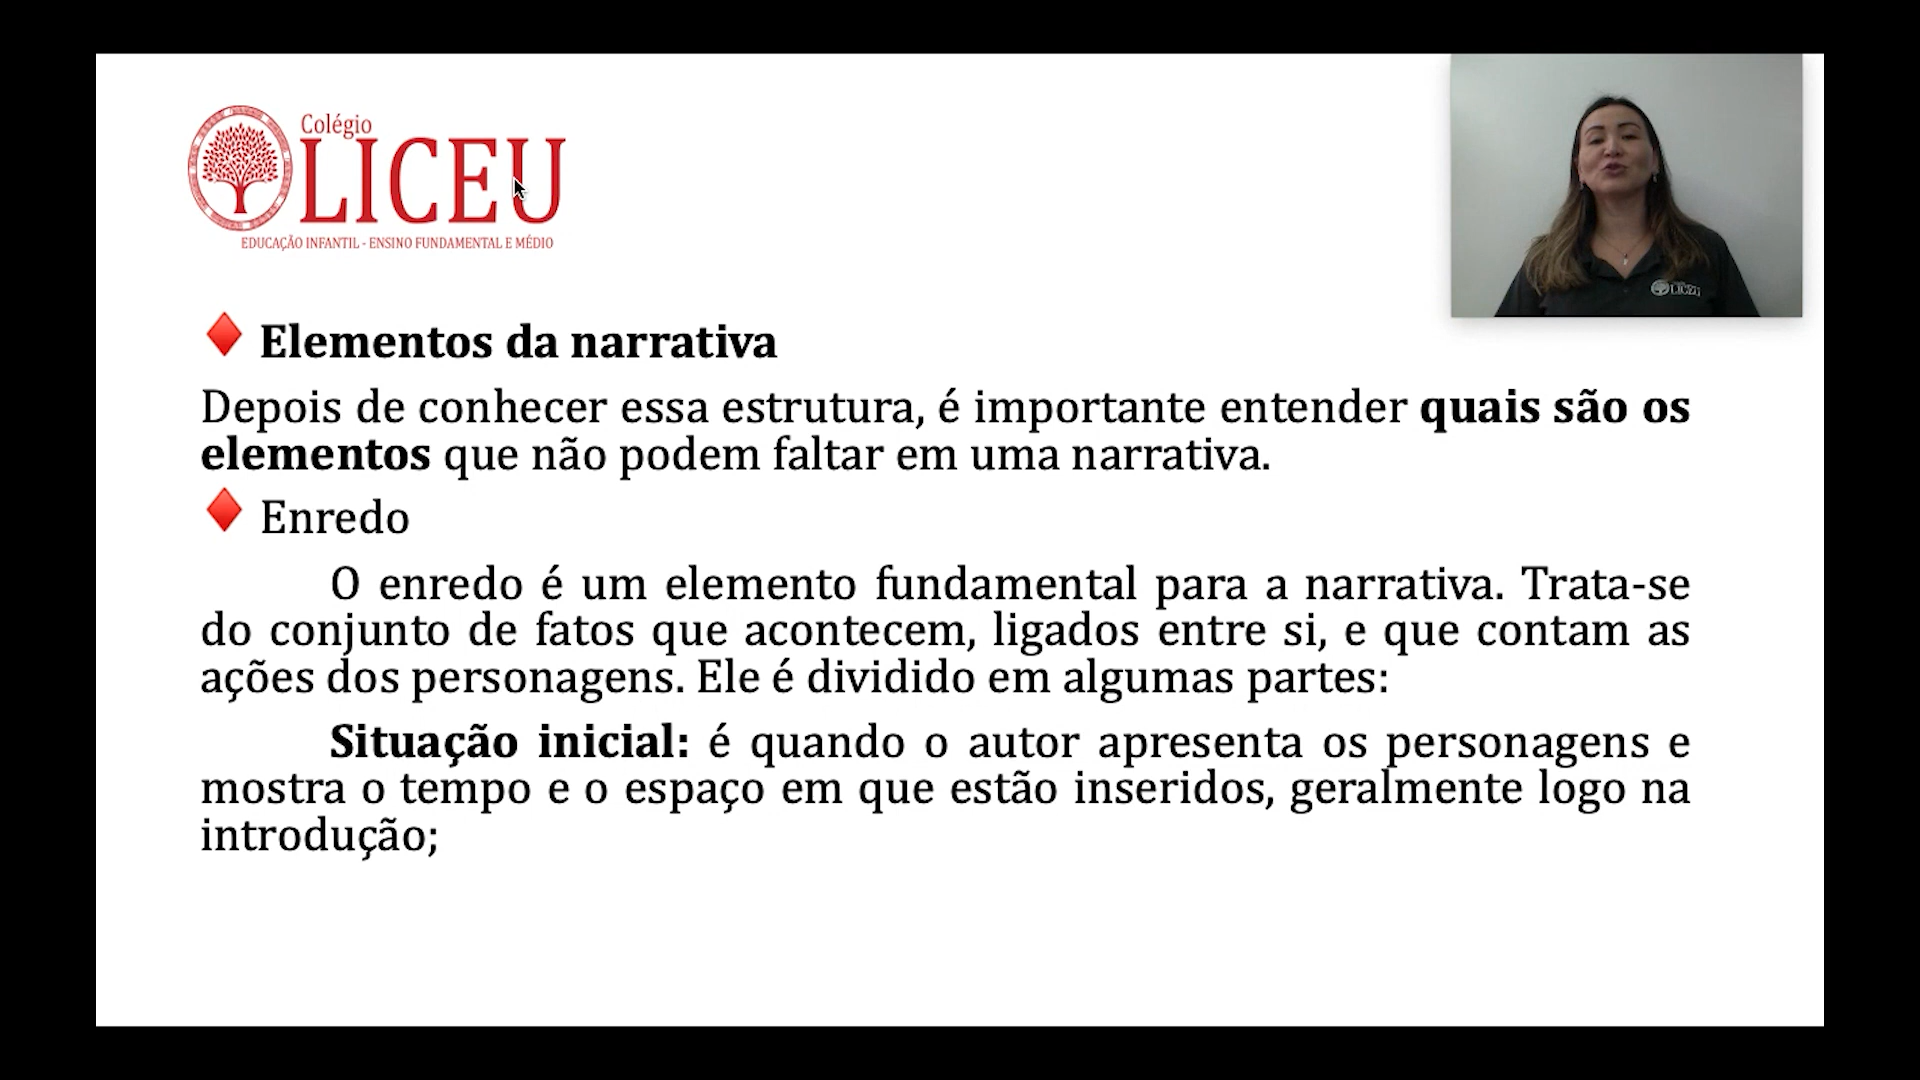 Colégio
LICEU
EDUCAÇÃO INFANTIL - ENSINO FUNDAMENTAL E MÉDIO
Elementos da narrativa
Depois de conhecer essa estrutura, é importante entender quais são os
elementos que não podem faltar em uma narrativa.
Enredo
O enredo é um elemento fundamental para a narrativa. Trata-se
do conjunto de fatos que acontecem, ligados entre si, e que contam as
ações dos personagens. Ele é dividido em algumas partes:
Situação inicial: é quando o autor apresenta os personagens e
mostra o tempo e o espaço em que estão inseridos, geralmente logo na
introdução;
LICEU